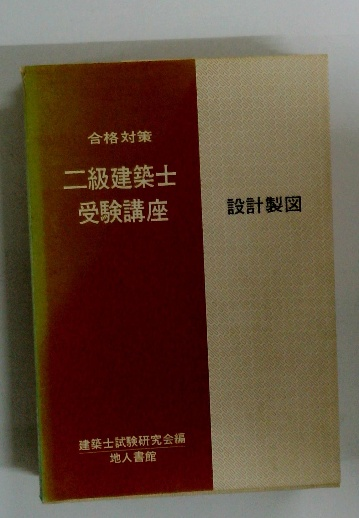 合格対策
二級建築士
受験講座
設計製図
建築士試験研究会編
地人書館